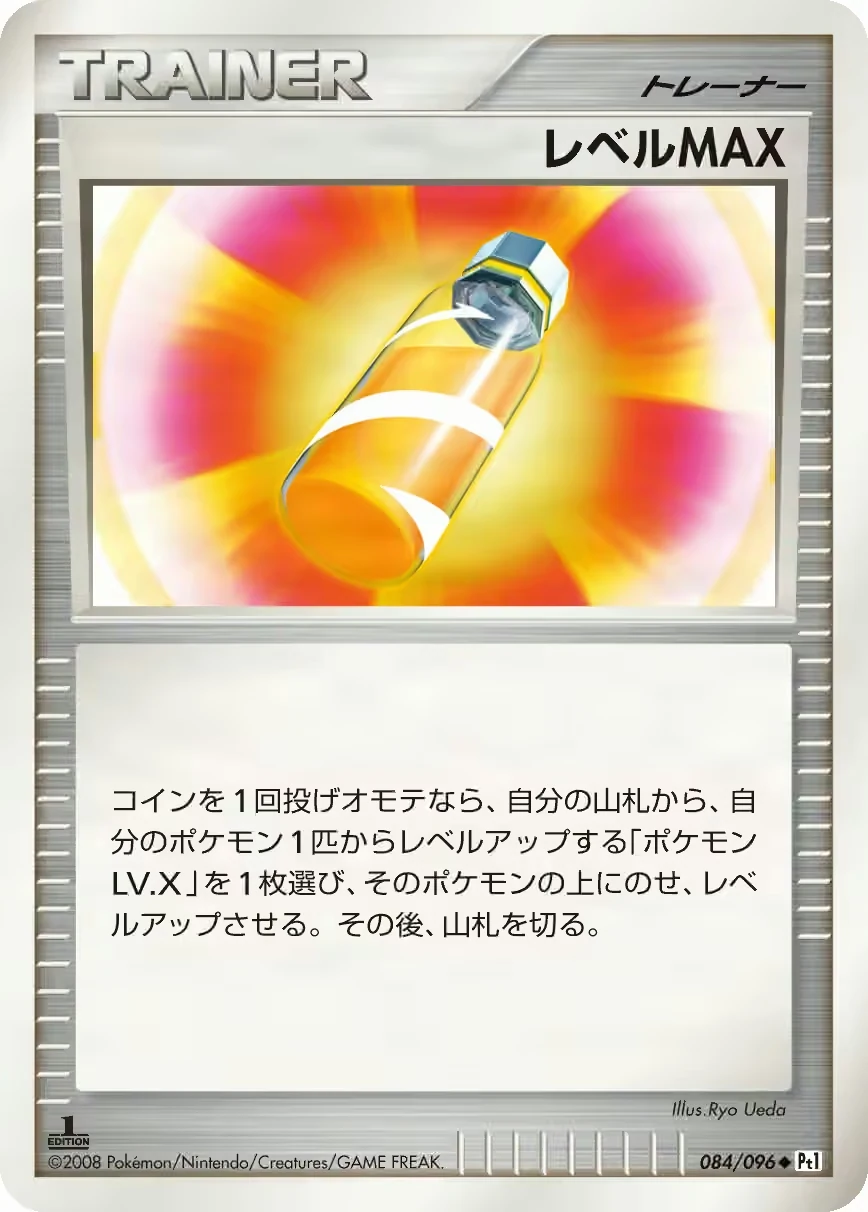 TRAINER
トレーナー
レベルMAX
コインを1回投げオモテなら、自分の山札から、自
分のポケモン1匹からレベルアップする「ポケモン
LV.X」を1枚選び、そのポケモンの上にのせ、レベ
ルアップさせる。その後、山札を切る。
Illus.Ryo Ueda
1
EDITION
©2008 Pokémon/Nintendo/Creatures/GAME FREAK.
084/096◆ Pt1